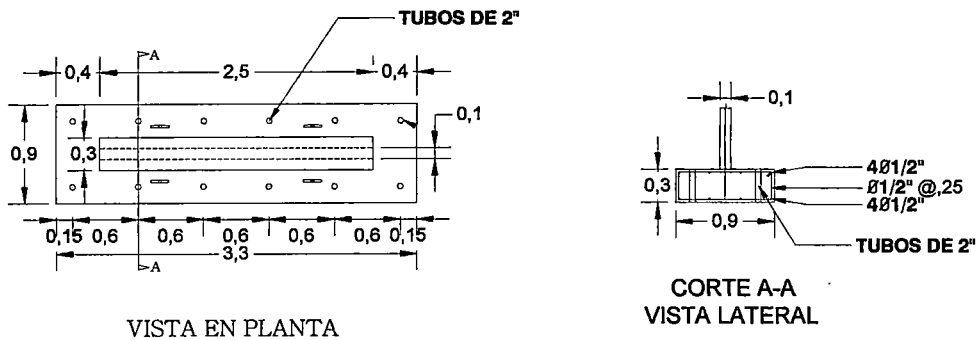 TUBOS DE 2"
A
0,4
2,5
0,4
0,1
0,9
0,3
0,15
0,6
0,6
0,6
0,6
0,6
0,15
3,3
A
VISTA EN PLANTA
0,1
0,3
4Ø1/2"
Ø1/2" @,25
4Ø1/2"
0,9
TUBOS DE 2"
CORTE A-A
VISTA LATERAL